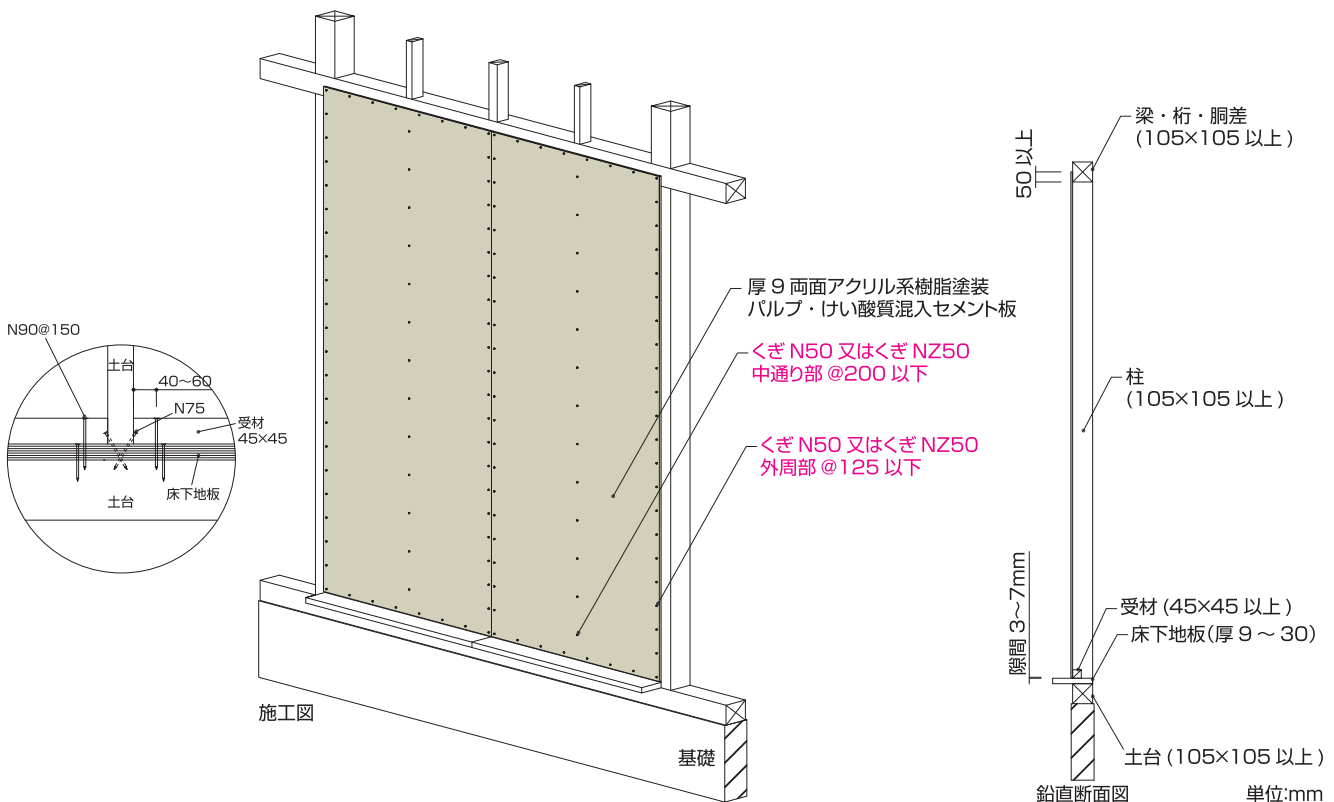 N90@150
土台
40〜60
N75
受材
45×45
床下地板
土台
厚 9 両面アクリル系樹脂塗装
パルプ・けい酸質混入セメント板
くぎ N50 又はくぎ NZ50
中通り部 @200 以下
くぎ N50 又はくぎ NZ50
外周部 @125 以下
施工図
基礎
50 以上
梁・桁・胴差
(105×105 以上 )
柱
(105×105 以上 )
隙間 3〜7mm
受材 (45×45 以上 )
床下地板(厚 9 〜 30)
土台 (105×105 以上 )
鉛直断面図
単位:mm